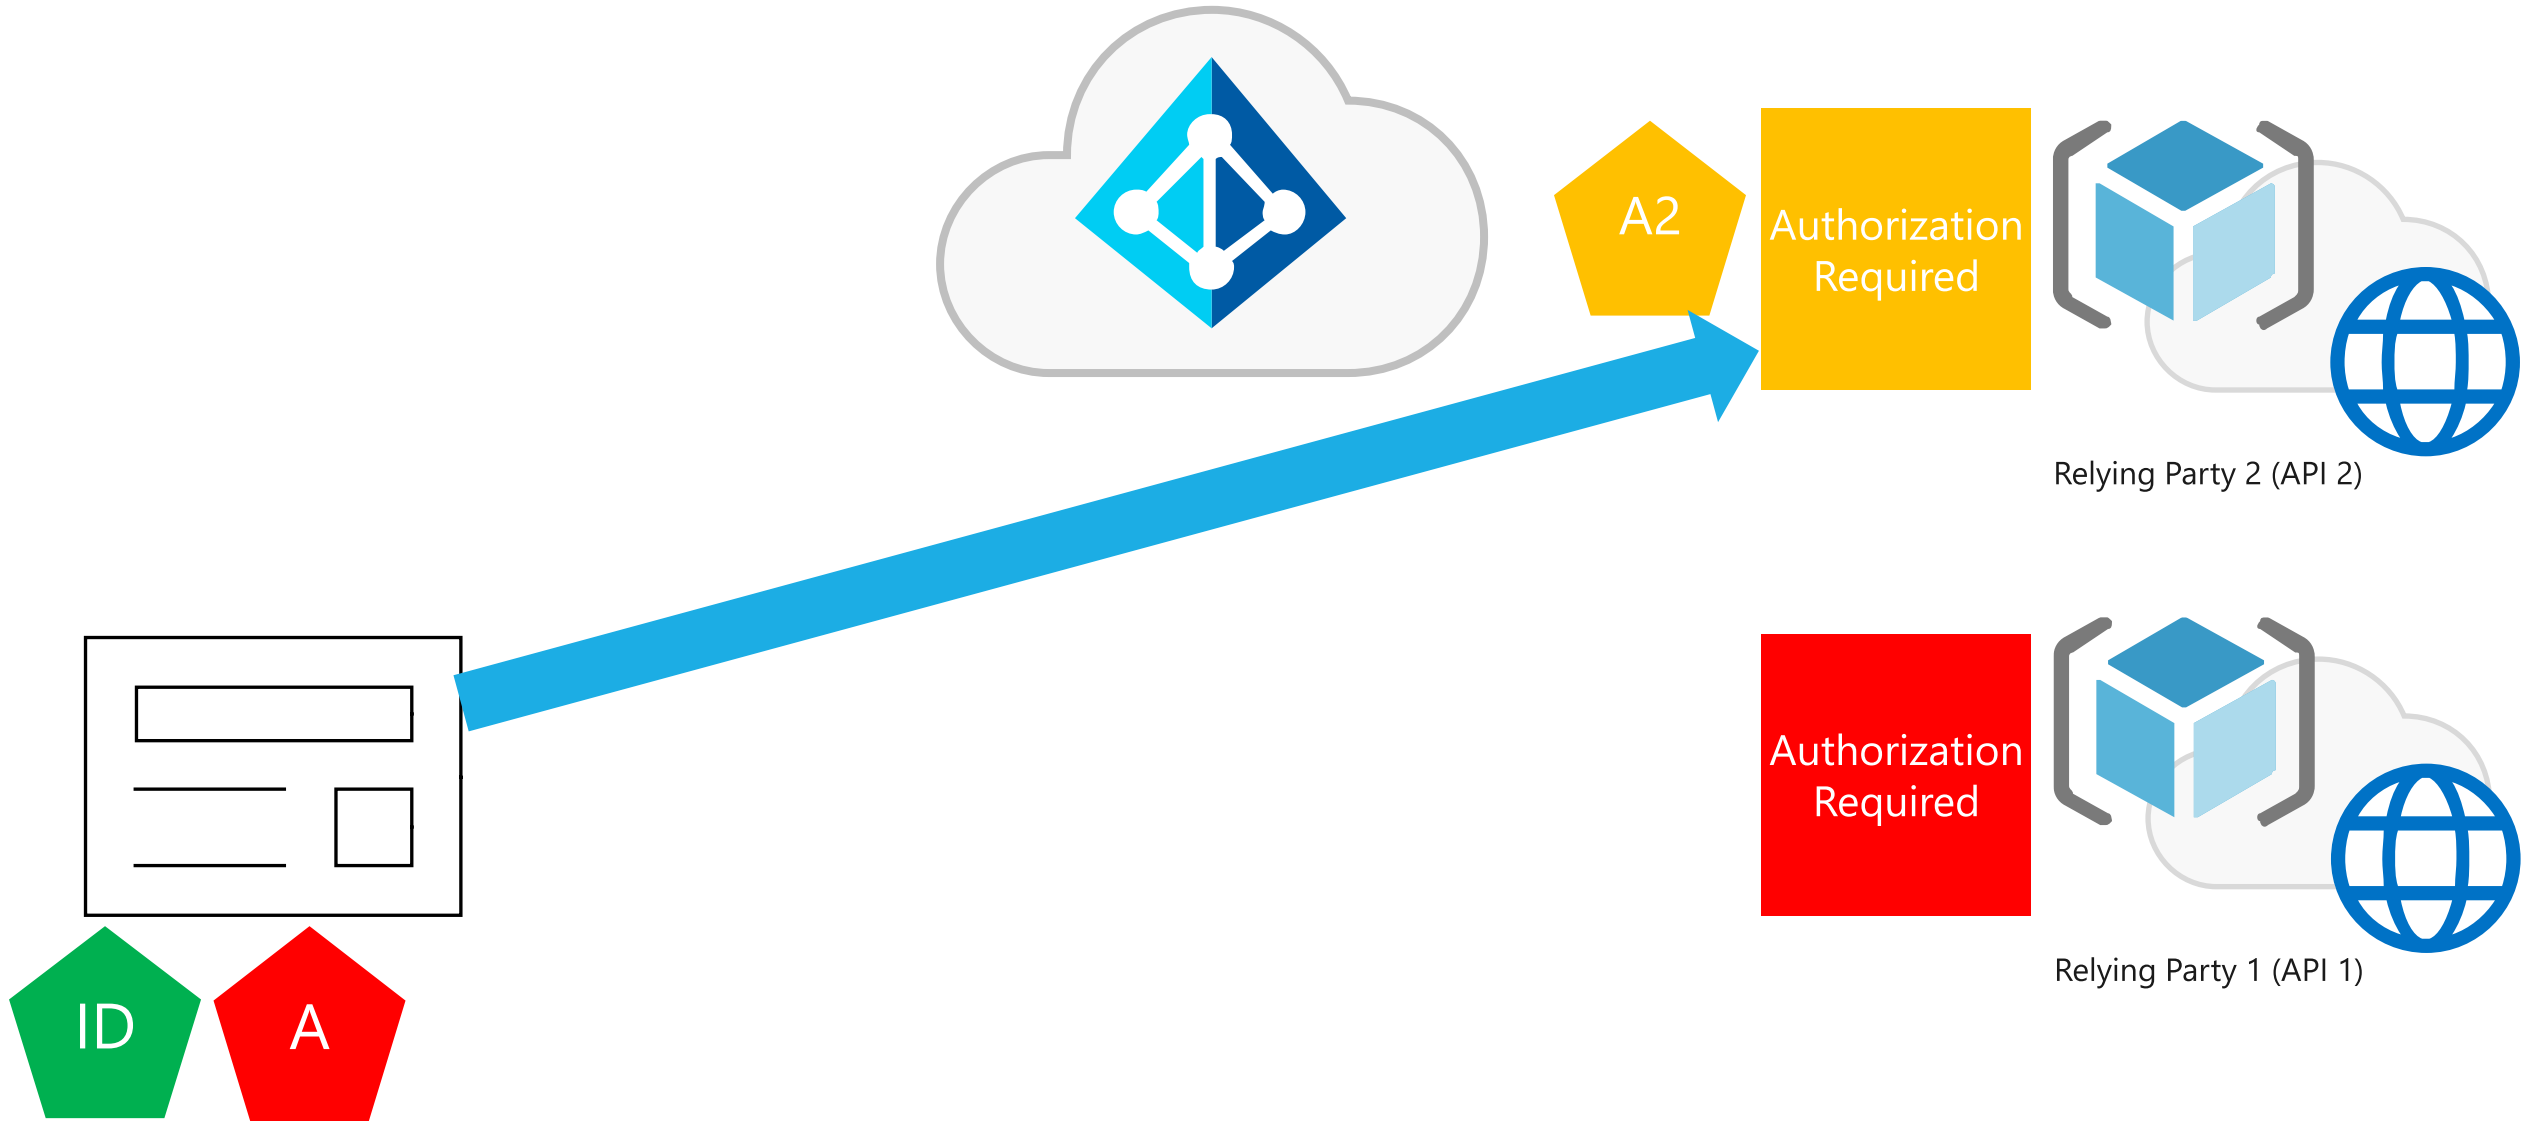 A2
Authorization
Required
Relying Party 2 (API 2)
Authorization
Required
Relying Party 1 (API 1)
ID
A